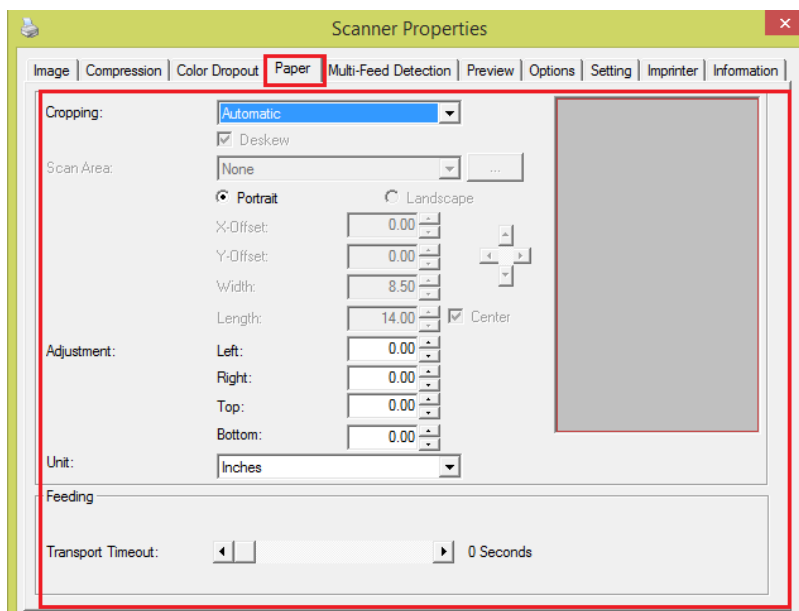 Scanner Properties
Image Compression Color Dropout Paper Multi-Feed Detection Preview Options Setting Imprinter Information
Cropping: Automatic
Deskew
Scan Area: None ...
Portrait Landscape
X-Offset: 0.00
Y-Offset: 0.00
Width: 8.50
Length: 14.00 Center
Adjustment: Left: 0.00
Right: 0.00
Top: 0.00
Bottom: 0.00
Unit: Inches
Feeding
Transport Timeout: 0 Seconds